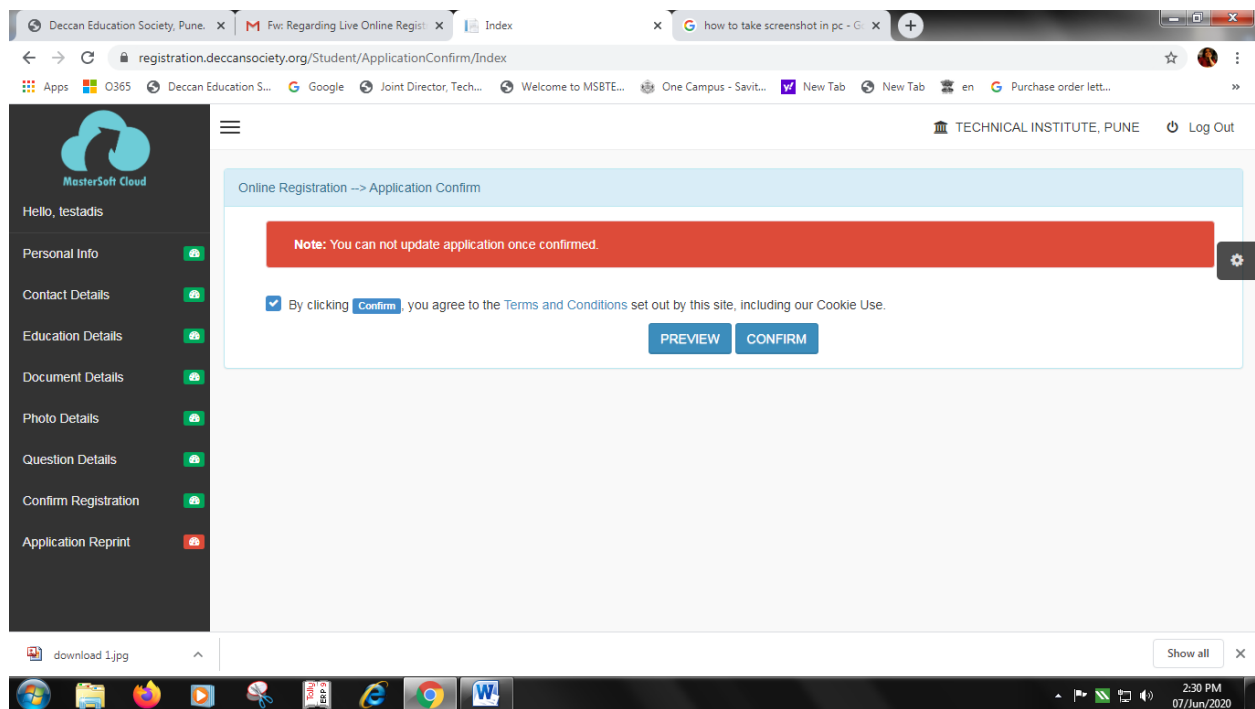 Deccan Education Society, Pune.
Fw: Regarding Live Online Regist
Index
how to take screenshot in pc - Go
registration.deccansociety.org/Student/ApplicationConfirm/Index
Apps
O365
Deccan Education S...
Google
Joint Director, Tech...
Welcome to MSBTE...
One Campus - Savit...
New Tab
New Tab
en
Purchase order lett...
»
MasterSoft Cloud
TECHNICAL INSTITUTE, PUNE
Log Out
Hello, testadis
Personal Info
Contact Details
Education Details
Document Details
Photo Details
Question Details
Confirm Registration
Application Reprint
Online Registration --> Application Confirm
Note: You can not update application once confirmed.
By clicking Confirm, you agree to the Terms and Conditions set out by this site, including our Cookie Use.
PREVIEW
CONFIRM
download 1.jpg
Show all
Tally
ERP 9
2:30 PM
07/Jun/2020